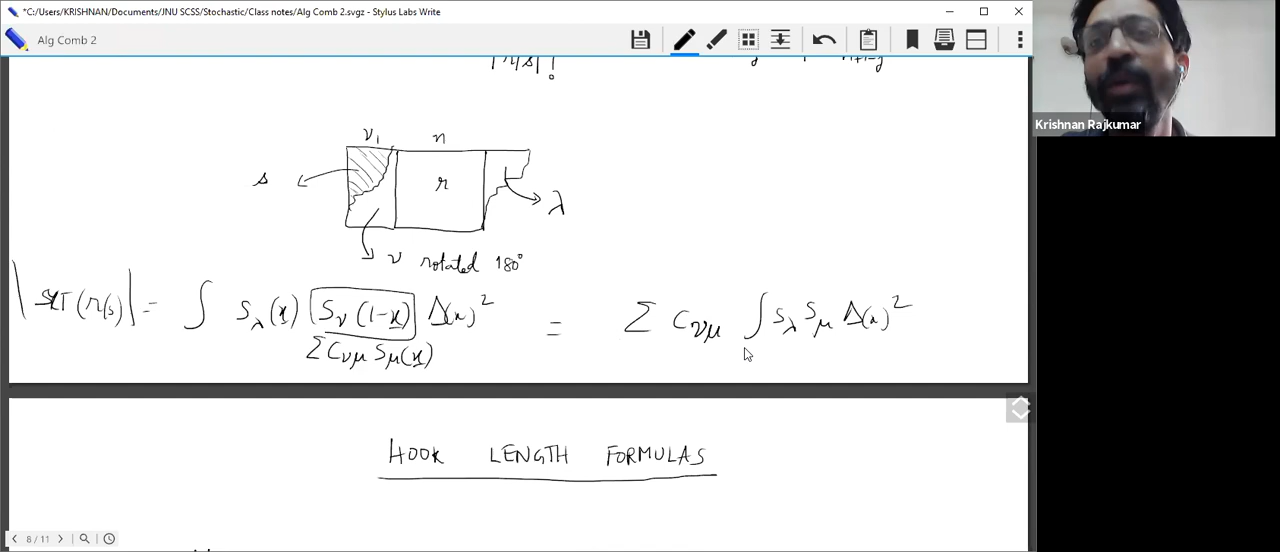 *C:/Users/KRISHNAN/Documents/JNU SCSS/Stochastic/Class notes/Alg Comb 2.svgz - Stylus Labs Write
Alg Comb 2
Krishnan Rajkumar
|r/s|!
ν₁ n
s r λ
ν rotated 180°
|SYT(r/s)| = ∫ S_λ(x) S_ν(1-x) Δ(x)² = Σ C_νμ ∫ S_λ S_μ Δ(x)²
Σ C_νμ S_μ(x)
HOOK LENGTH FORMULAS
8 / 11